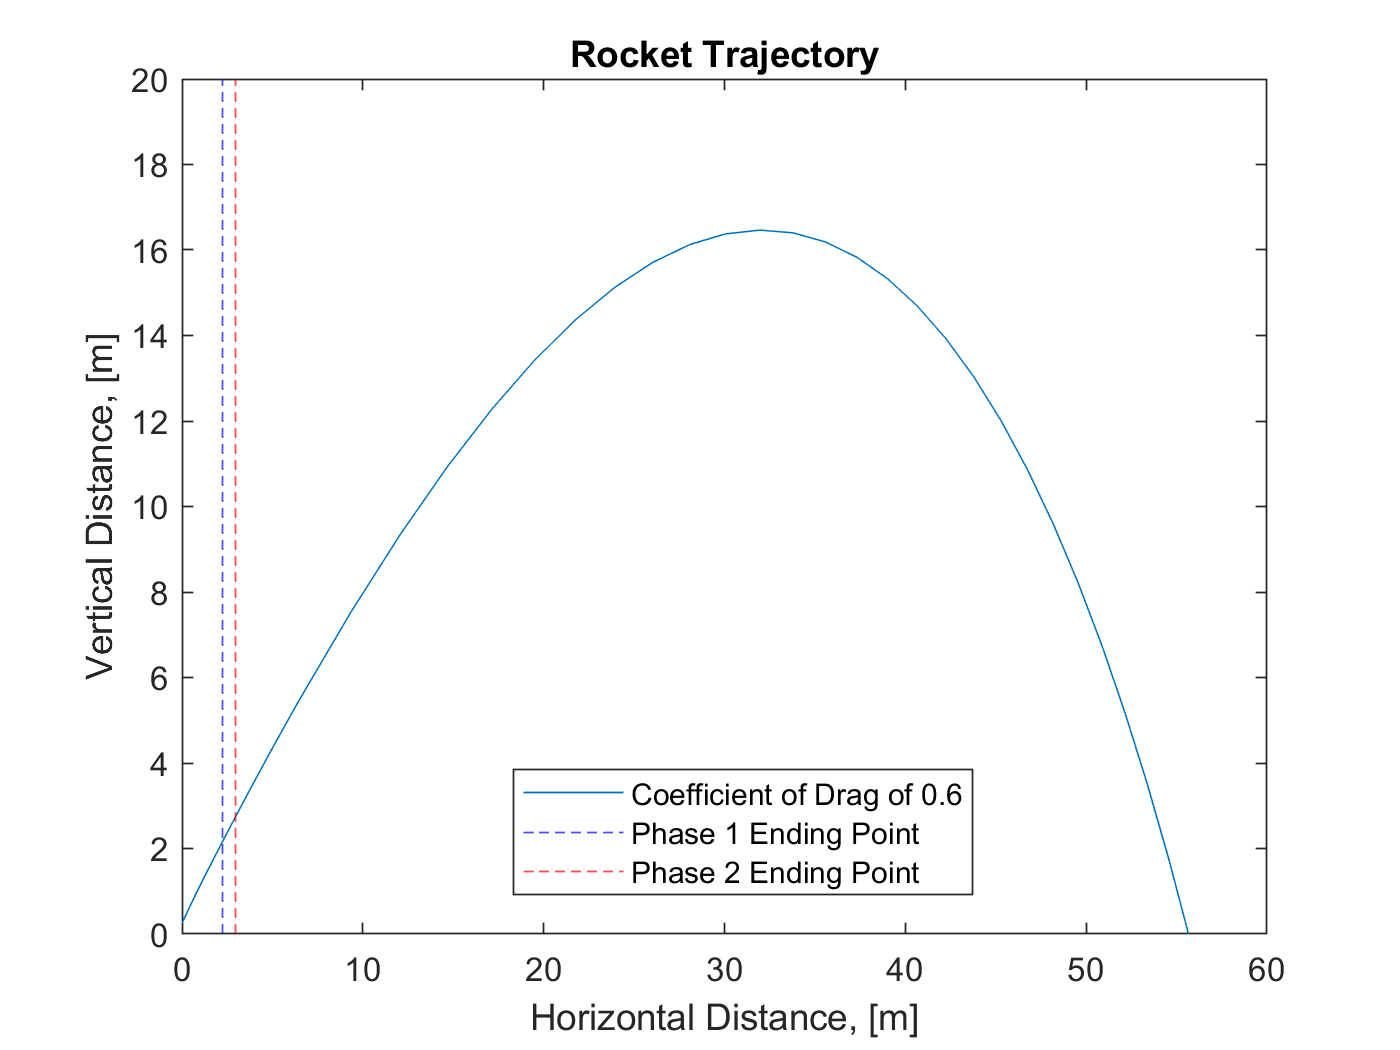 Rocket Trajectory
20
18
16
14
12
10
8
6
4
2
0
Vertical Distance, [m]
Coefficient of Drag of 0.6
Phase 1 Ending Point
Phase 2 Ending Point
0 10 20 30 40 50 60
Horizontal Distance, [m]